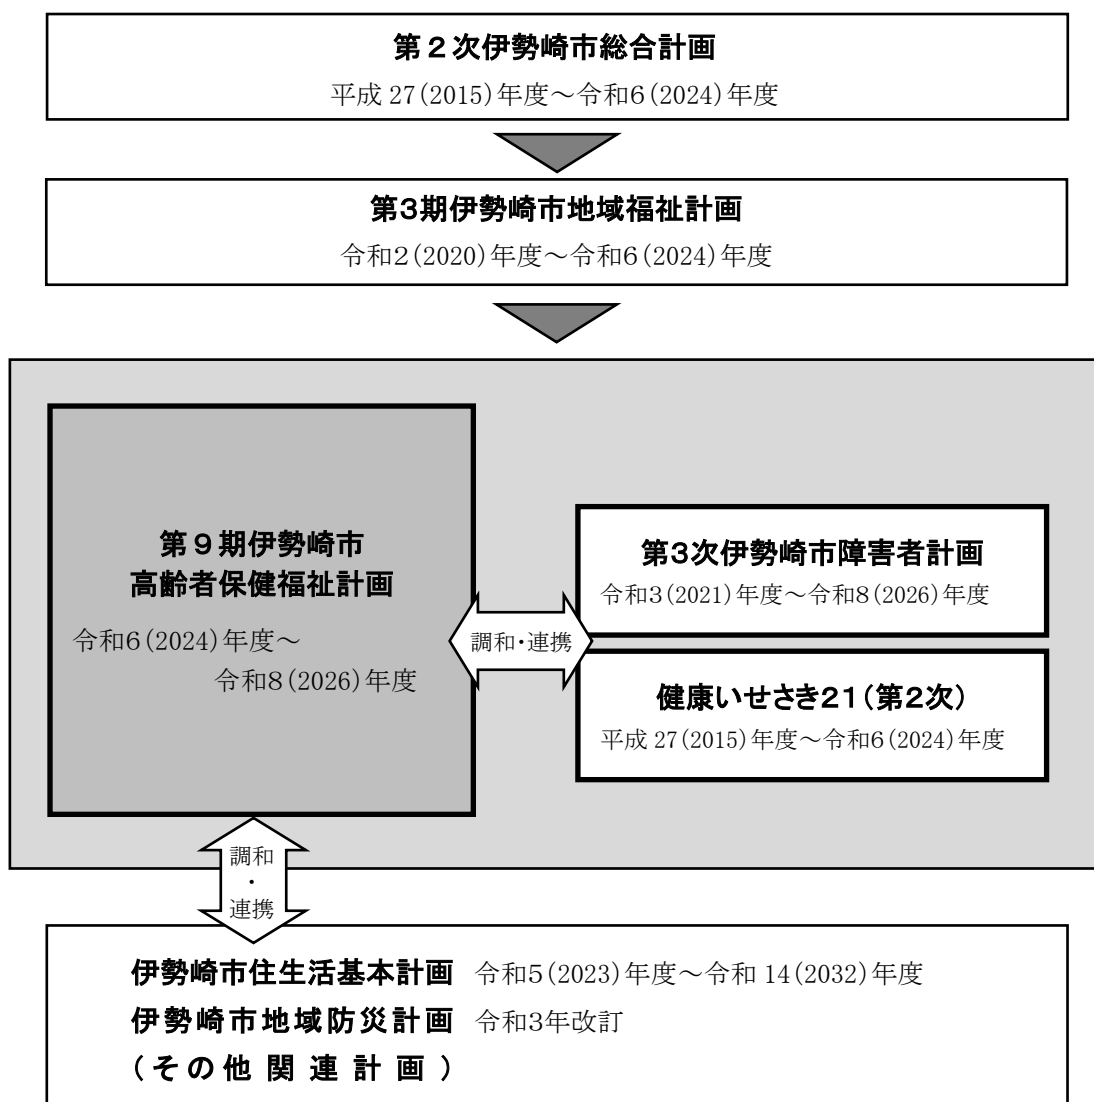 第２次伊勢崎市総合計画
平成 27(2015)年度～令和６(2024)年度
第3期伊勢崎市地域福祉計画
令和２(2020)年度～令和６(2024)年度
第９期伊勢崎市
高齢者保健福祉計画
令和６(2024)年度～
令和８(2026)年度
調和・連携
第3次伊勢崎市障害者計画
令和３(2021)年度～令和８(2026)年度
健康いせさき２１（第２次）
平成 27(2015)年度～令和６(2024)年度
調和
・
連携
伊勢崎市住生活基本計画 令和５(2023)年度～令和 14(2032)年度
伊勢崎市地域防災計画 令和３年改訂
（その他関連計画）